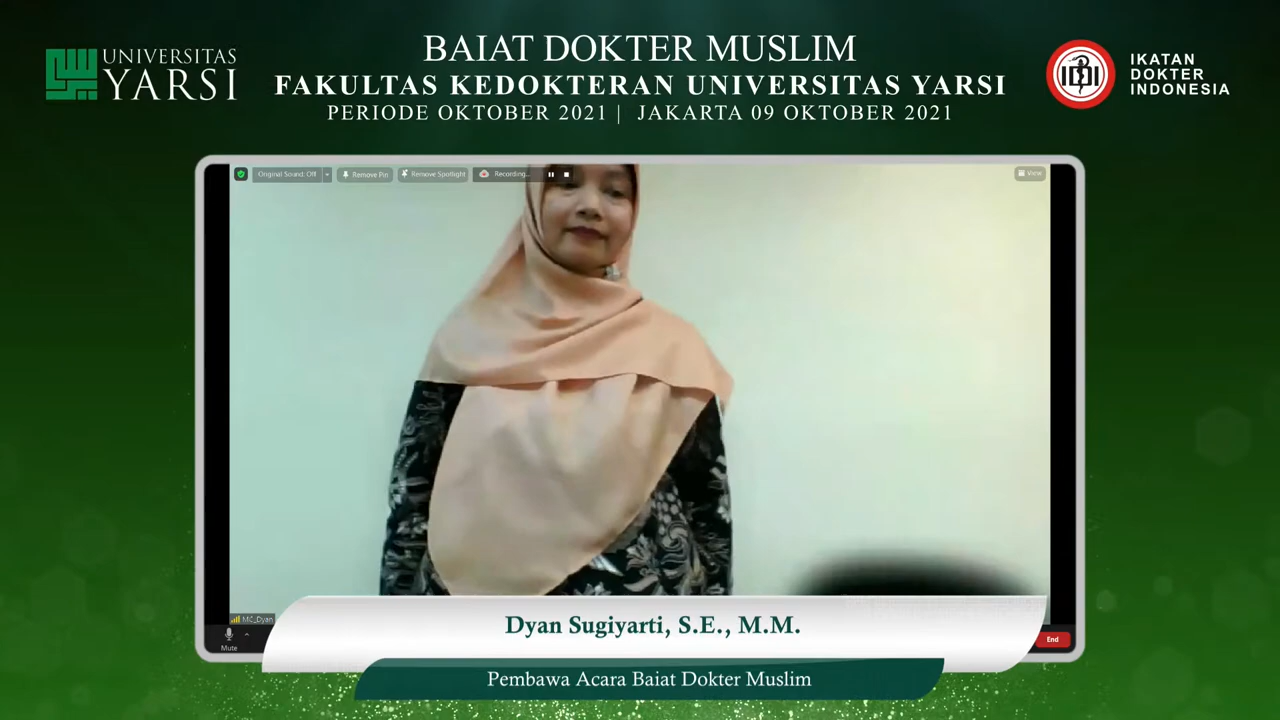 UNIVERSITAS
YARSI
BAIAT DOKTER MUSLIM
FAKULTAS KEDOKTERAN UNIVERSITAS YARSI
PERIODE OKTOBER 2021 | JAKARTA 09 OKTOBER 2021
IDI
IKATAN
DOKTER
INDONESIA
Original Sound: Off
Remove Pin
Remove Spotlight
Recording...
View
MC_Dyan
Mute
End
Dyan Sugiyarti, S.E., M.M.
Pembawa Acara Baiat Dokter Muslim